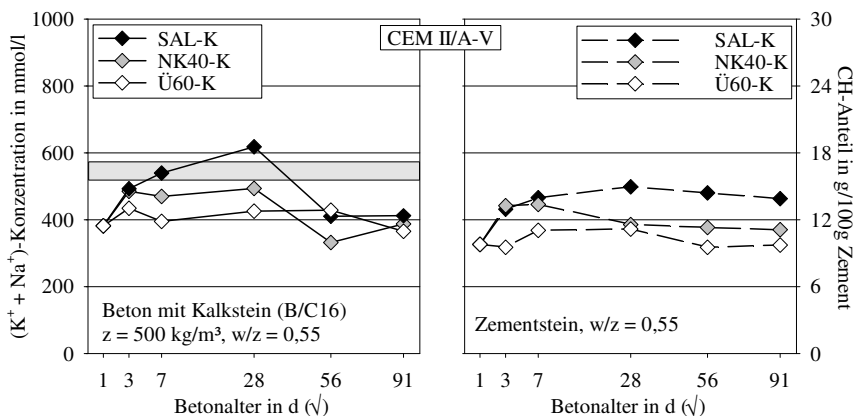 CEM II/A-V
(K⁺ + Na⁺)-Konzentration in mmol/l
1000
800
600
400
200
0
SAL-K
NK40-K
Ü60-K
Beton mit Kalkstein (B/C16)
z = 500 kg/m³, w/z = 0,55
1 3 7 28 56 91
Betonalter in d (√)
SAL-K
NK40-K
Ü60-K
Zementstein, w/z = 0,55
1 3 7 28 56 91
Betonalter in d (√)
30
24
18
12
6
0
CH-Anteil in g/100g Zement